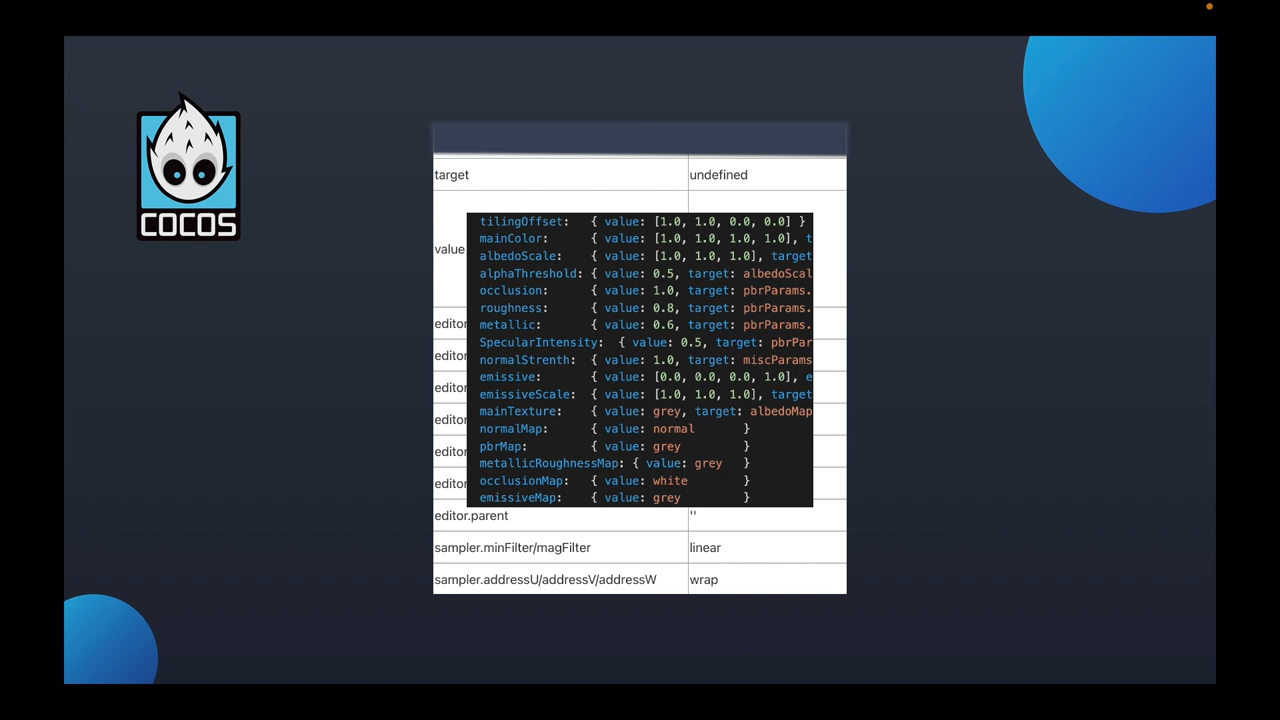 COCOS
target undefined
value
tilingOffset: { value: [1.0, 1.0, 0.0, 0.0] }
mainColor: { value: [1.0, 1.0, 1.0, 1.0], t
albedoScale: { value: [1.0, 1.0, 1.0], target
alphaThreshold: { value: 0.5, target: albedoScal
occlusion: { value: 1.0, target: pbrParams.
roughness: { value: 0.8, target: pbrParams.
metallic: { value: 0.6, target: pbrParams.
SpecularIntensity: { value: 0.5, target: pbrPar
normalStrenth: { value: 1.0, target: miscParams
emissive: { value: [0.0, 0.0, 0.0, 1.0], e
emissiveScale: { value: [1.0, 1.0, 1.0], target
mainTexture: { value: grey, target: albedoMap
normalMap: { value: normal }
pbrMap: { value: grey }
metallicRoughnessMap: { value: grey }
occlusionMap: { value: white }
emissiveMap: { value: grey }
editor
editor
editor
editor
editor
editor
editor.parent ''
sampler.minFilter/magFilter linear
sampler.addressU/addressV/addressW wrap